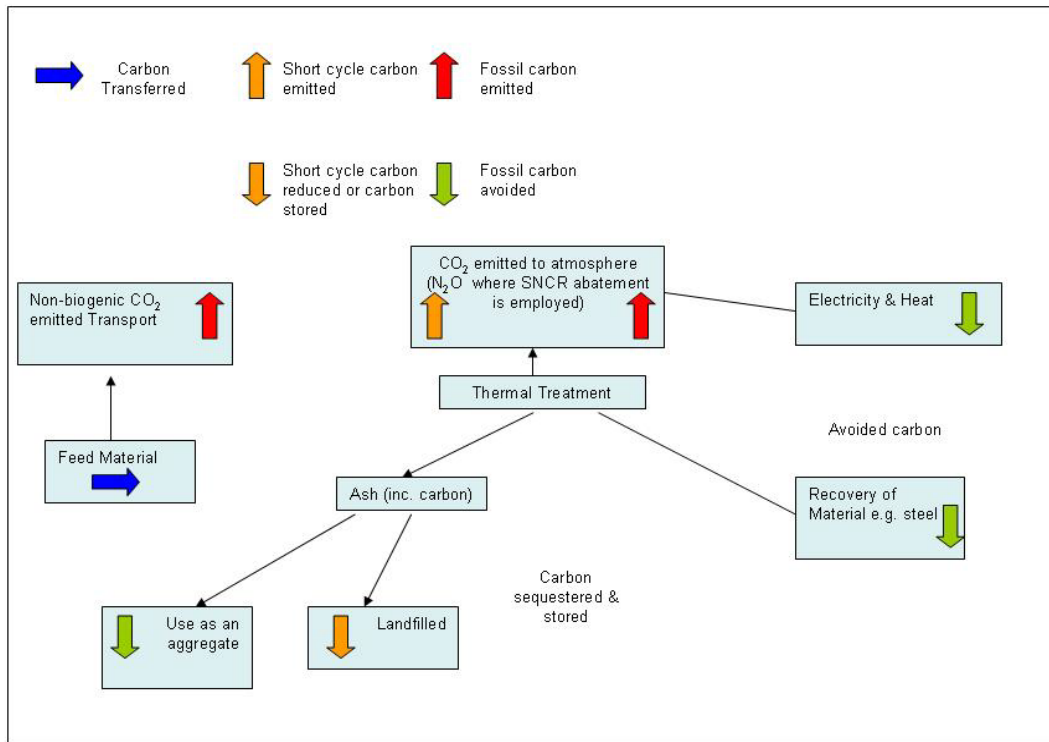 Carbon
Transferred
Short cycle carbon
emitted
Fossil carbon
emitted
Short cycle carbon
reduced or carbon
stored
Fossil carbon
avoided
Non-biogenic CO₂
emitted Transport
CO₂ emitted to atmosphere
(N₂O where SNCR abatement
is employed)
Electricity & Heat
Thermal Treatment
Feed Material
Avoided carbon
Ash (inc. carbon)
Recovery of
Material e.g. steel
Carbon
sequestered &
stored
Use as an
aggregate
Landfilled